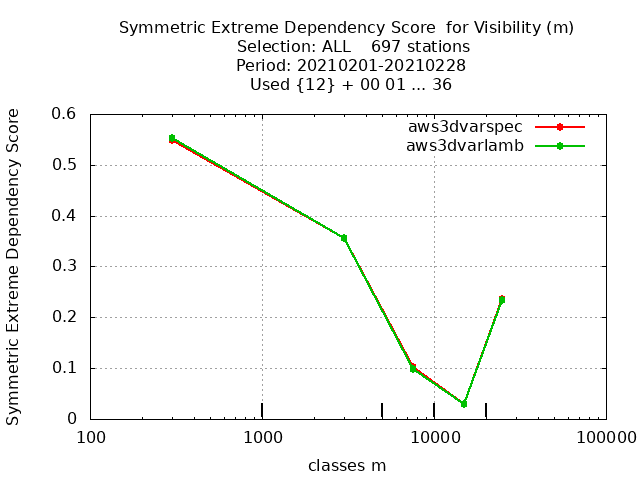 Symmetric Extreme Dependency Score  for Visibility (m)
Selection: ALL    697 stations
Period: 20210201-20210228
Used {12} + 00 01 ... 36
Symmetric Extreme Dependency Score
0.6
0.5
0.4
0.3
0.2
0.1
0
aws3dvarspec
aws3dvarlamb
100 1000 10000 100000
classes m